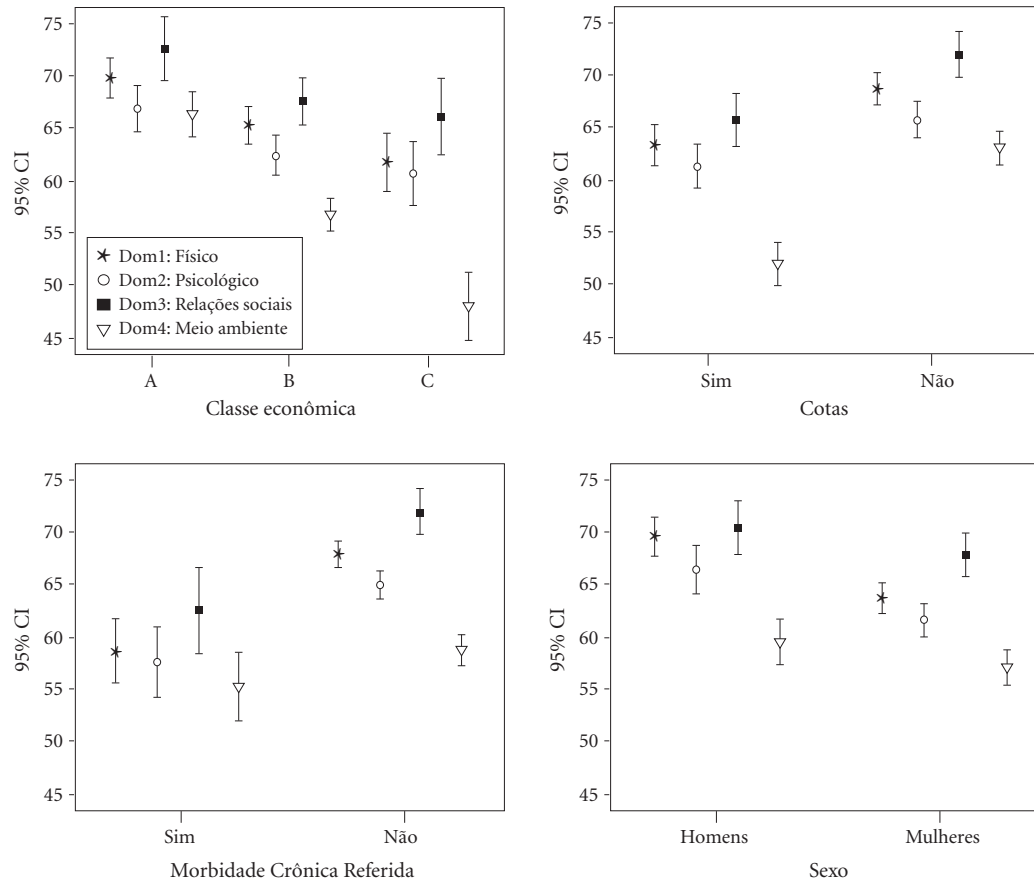 75
70
65
60
55
50
45
95% CI
Dom1: Físico
Dom2: Psicológico
Dom3: Relações sociais
Dom4: Meio ambiente
A B C
Classe econômica
75
70
65
60
55
50
45
95% CI
Sim Não
Cotas
75
70
65
60
55
50
45
95% CI
Sim Não
Morbidade Crônica Referida
75
70
65
60
55
50
45
95% CI
Homens Mulheres
Sexo